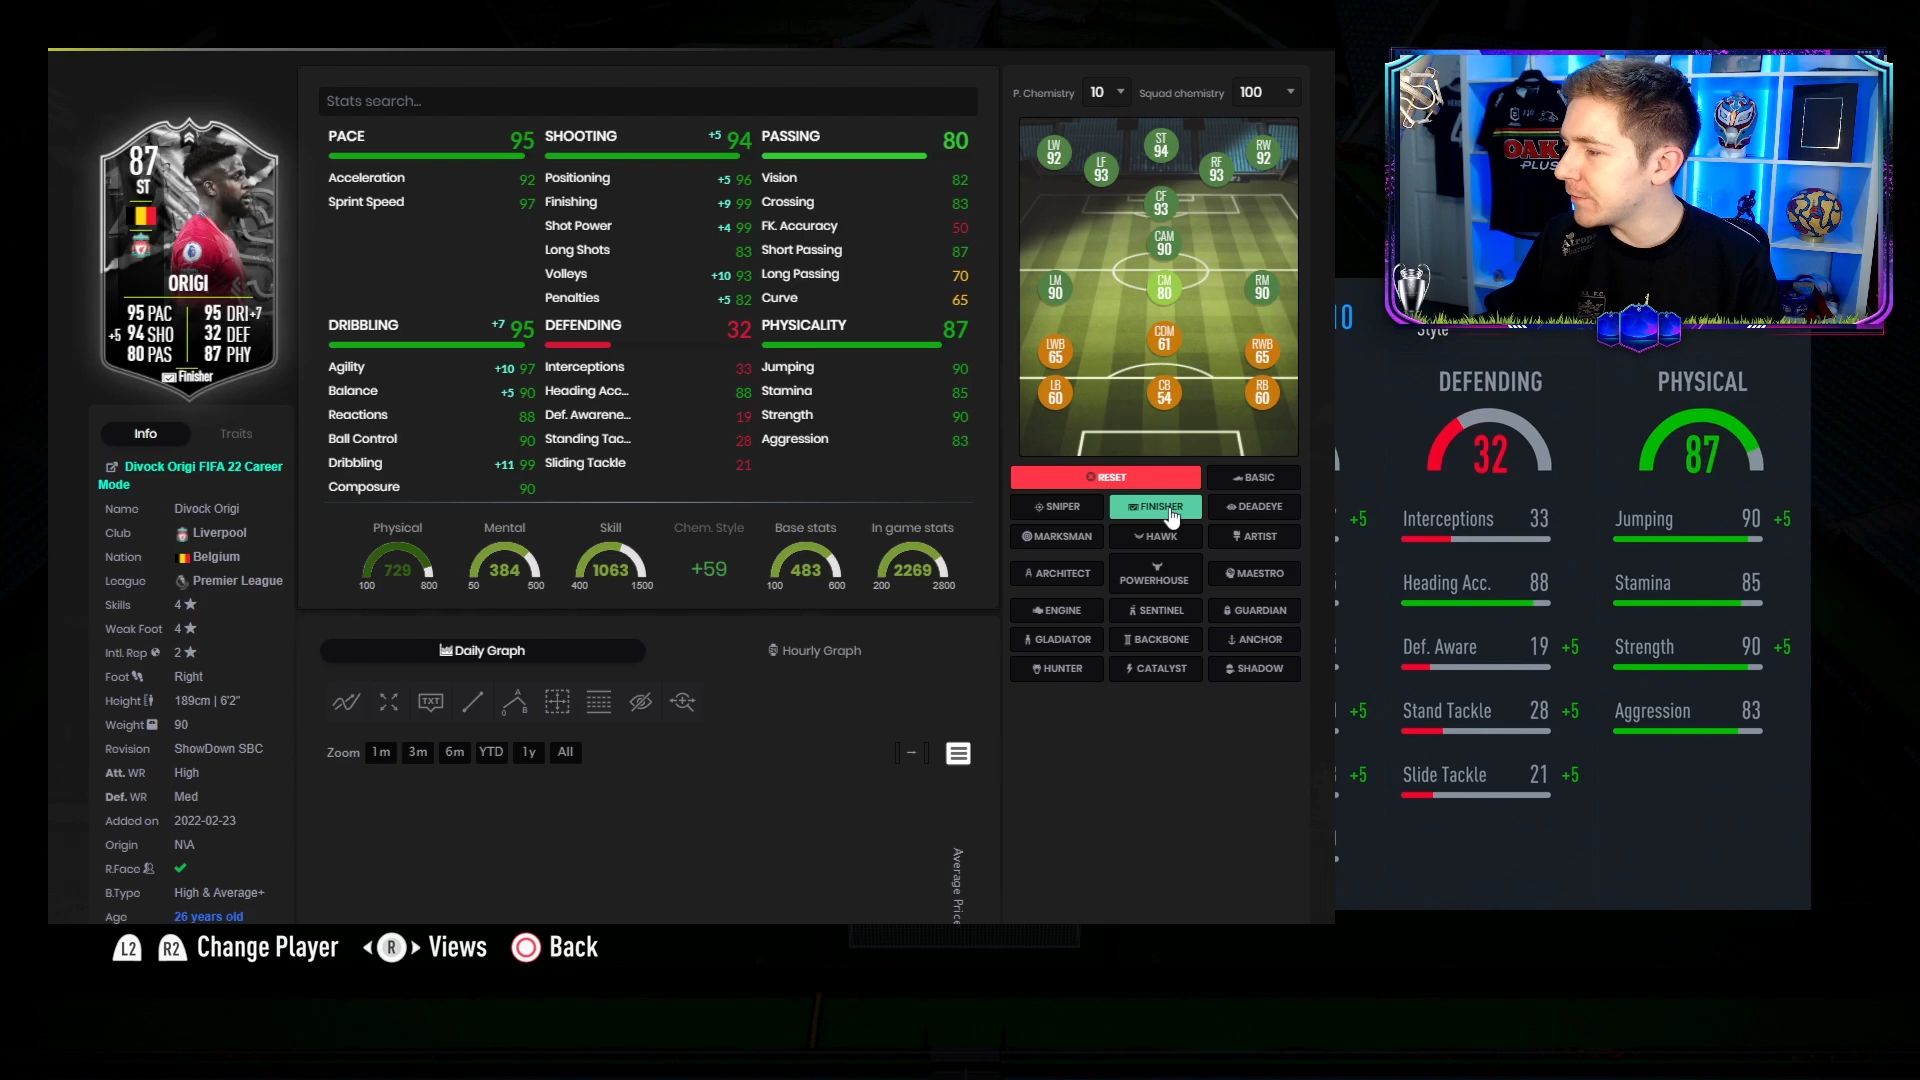 87
ST
ORIGI
95 PAC 95 DRI +7
+5 94 SHO 32 DEF
80 PAS 87 PHY
Finisher
Info Traits
Divock Origi FIFA 22 Career
Mode
Name Divock Origi
Club Liverpool
Nation Belgium
League Premier League
Skills 4★
Weak Foot 4★
Intl. Rep 2★
Foot Right
Height 189cm | 6'2"
Weight 90
Revision ShowDown SBC
Att. WR High
Def. WR Med
Added on 2022-02-23
Origin N\A
R.Face
B.Type High & Average+
Age 26 years old
Stats search...
PACE 95 SHOOTING +5 94 PASSING 80
Acceleration 92 Positioning +5 96 Vision 82
Sprint Speed 97 Finishing +9 99 Crossing 83
Shot Power +4 99 FK. Accuracy 50
Long Shots 83 Short Passing 87
Volleys +10 93 Long Passing 70
Penalties +5 82 Curve 65
DRIBBLING +7 95 DEFENDING 32 PHYSICALITY 87
Agility +10 97 Interceptions 33 Jumping 90
Balance +5 90 Heading Acc... 88 Stamina 85
Reactions 88 Def. Awarene... 19 Strength 90
Ball Control 90 Standing Tac... 28 Aggression 83
Dribbling +11 99 Sliding Tackle 21
Composure 90
Physical Mental Skill Chem. Style Base stats In game stats
729 384 1063 +59 483 2269
100 800 50 500 400 1500 100 600 200 2800
Daily Graph Hourly Graph
TXT
A
0 B
Zoom 1m 3m 6m YTD 1y All →
Average Price
P. Chemistry 10 Squad chemistry 100
LW 92 ST 94 RW 92
LF 93 RF 93
CF 93
CAM 90
LM 90 CM 80 RM 90
CDM 61
LWB 65 RWB 65
LB 60 CB 54 RB 60
RESET BASIC
SNIPER FINISHER DEADEYE
MARKSMAN HAWK ARTIST
ARCHITECT POWERHOUSE MAESTRO
ENGINE SENTINEL GUARDIAN
GLADIATOR BACKBONE ANCHOR
HUNTER CATALYST SHADOW
OAK
PLUS
Style
DEFENDING PHYSICAL
32 87
+5 Interceptions 33 Jumping 90 +5
Heading Acc. 88 Stamina 85
Def. Aware 19 +5 Strength 90 +5
+5 Stand Tackle 28 +5 Aggression 83
+5 Slide Tackle 21 +5
L2 R2 Change Player R Views Back